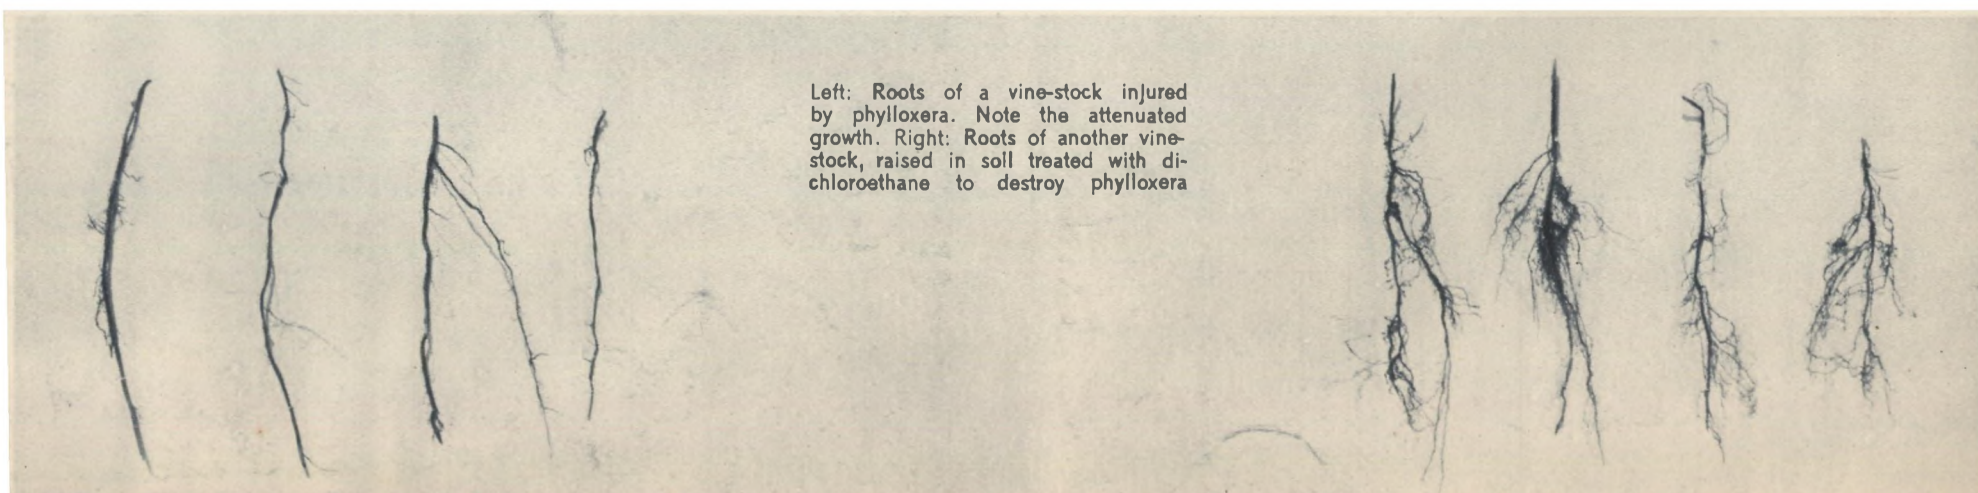 Left: Roots of a vine-stock injured
by phylloxera. Note the attenuated
growth. Right: Roots of another vine-
stock, raised in soil treated with di-
chloroethane to destroy phylloxera